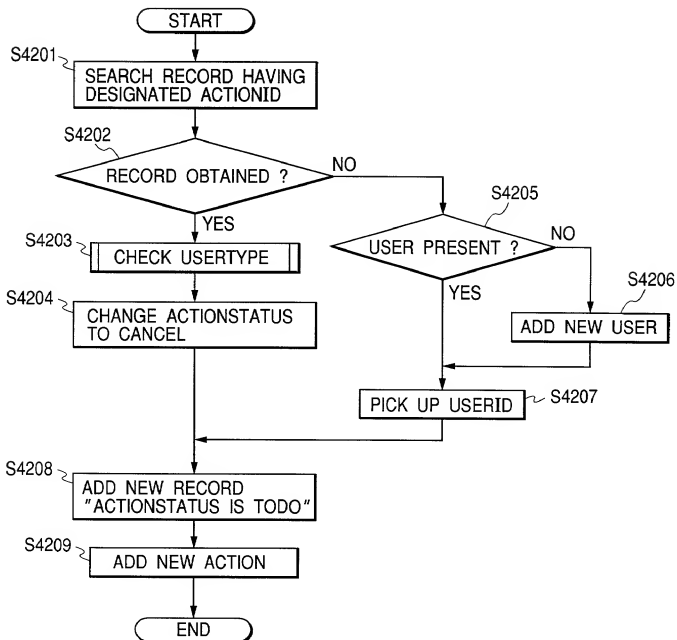 START
S4201
SEARCH RECORD HAVING
DESIGNATED ACTIONID
S4202
RECORD OBTAINED ?
NO
YES
S4205
USER PRESENT ?
NO
YES
S4203
CHECK USERTYPE
S4204
CHANGE ACTIONSTATUS
TO CANCEL
S4206
ADD NEW USER
PICK UP USERID
S4207
S4208
ADD NEW RECORD
"ACTIONSTATUS IS TODO"
S4209
ADD NEW ACTION
END